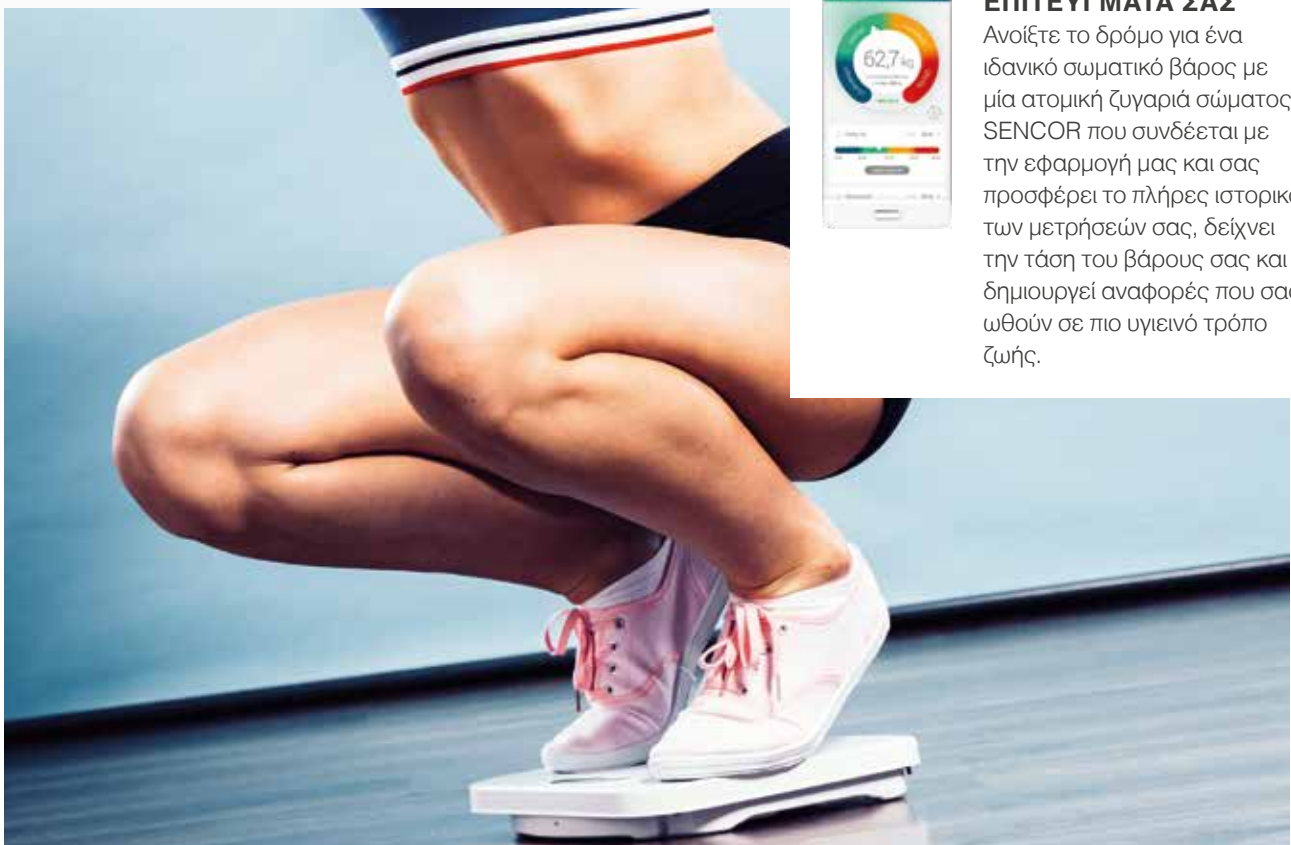 ΕΠΙΤΕΥΓΜΑΤΑ ΣΑΣ
Ανοίξτε το δρόμο για ένα
ιδανικό σωματικό βάρος με
μία ατομική ζυγαριά σώματος
SENCOR που συνδέεται με
την εφαρμογή μας και σας
προσφέρει το πλήρες ιστορικό
των μετρήσεών σας, δείχνει
την τάση του βάρους σας και
δημιουργεί αναφορές που σας
ωθούν σε πιο υγιεινό τρόπο
ζωής.
62,7 kg